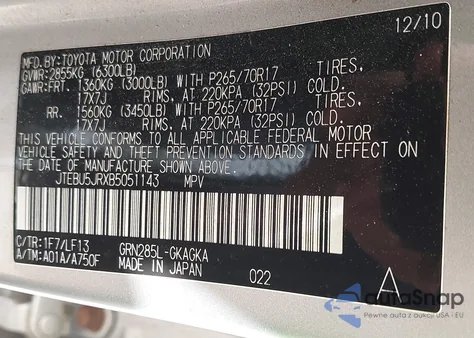 12/10
MFD.BY:TOYOTA MOTOR CORPORATION
GVWR:2855KG (6300LB)
GAWR:FRT. 1360KG (3000LB) WITH P265/70R17 TIRES,
17X7J RIMS, AT 220KPA (32PSI) COLD.
RR. 1560KG (3450LB) WITH P265/70R17 TIRES,
17X7J RIMS, AT 220KPA (32PSI) COLD.
THIS VEHICLE CONFORMS TO ALL APPLICABLE FEDERAL MOTOR
VEHICLE SAFETY AND THEFT PREVENTION STANDARDS IN EFFECT ON
THE DATE OF MANUFACTURE SHOWN ABOVE.
JTEBU5JRXB5051143 MPV
C/TR:1F7/LF13 GRN285L-GKAGKA
A/TM:A01A/A750F MADE IN JAPAN 022 A
autoSnap
Pewne auta z aukcji USA i EU